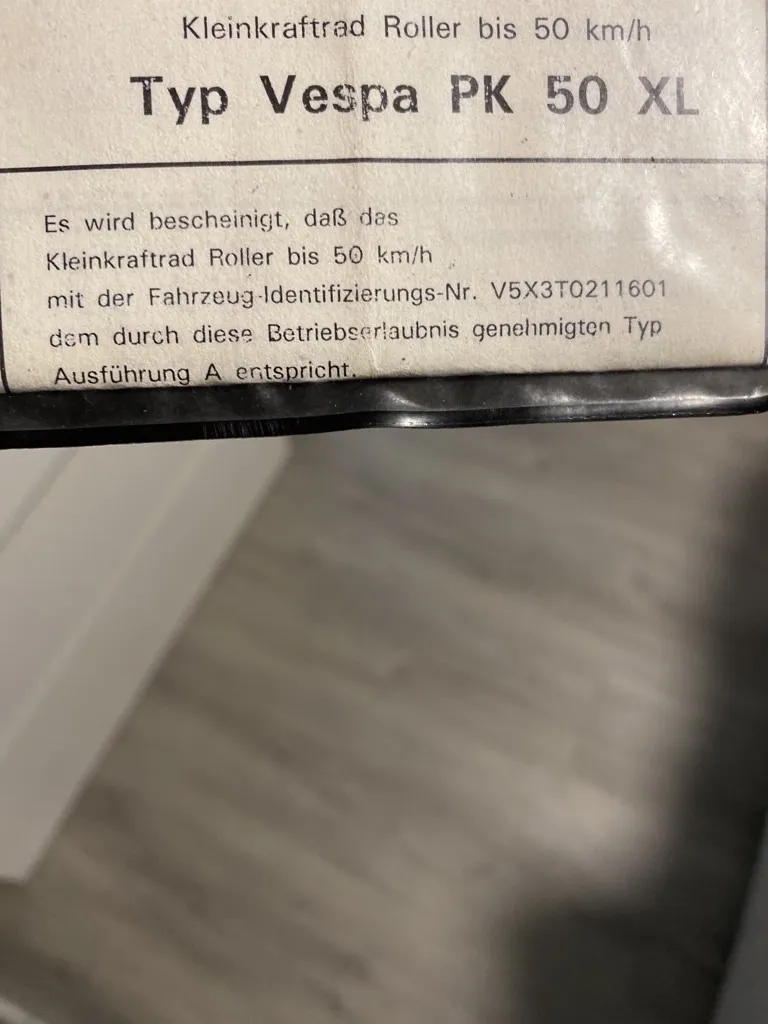 Kleinkraftrad Roller bis 50 km/h
Typ Vespa PK 50 XL
Es wird bescheinigt, daß das
Kleinkraftrad Roller bis 50 km/h
mit der Fahrzeug-Identifizierungs-Nr. V5X3T0211601
dem durch diese Betriebserlaubnis genehmigten Typ
Ausführung A entspricht.